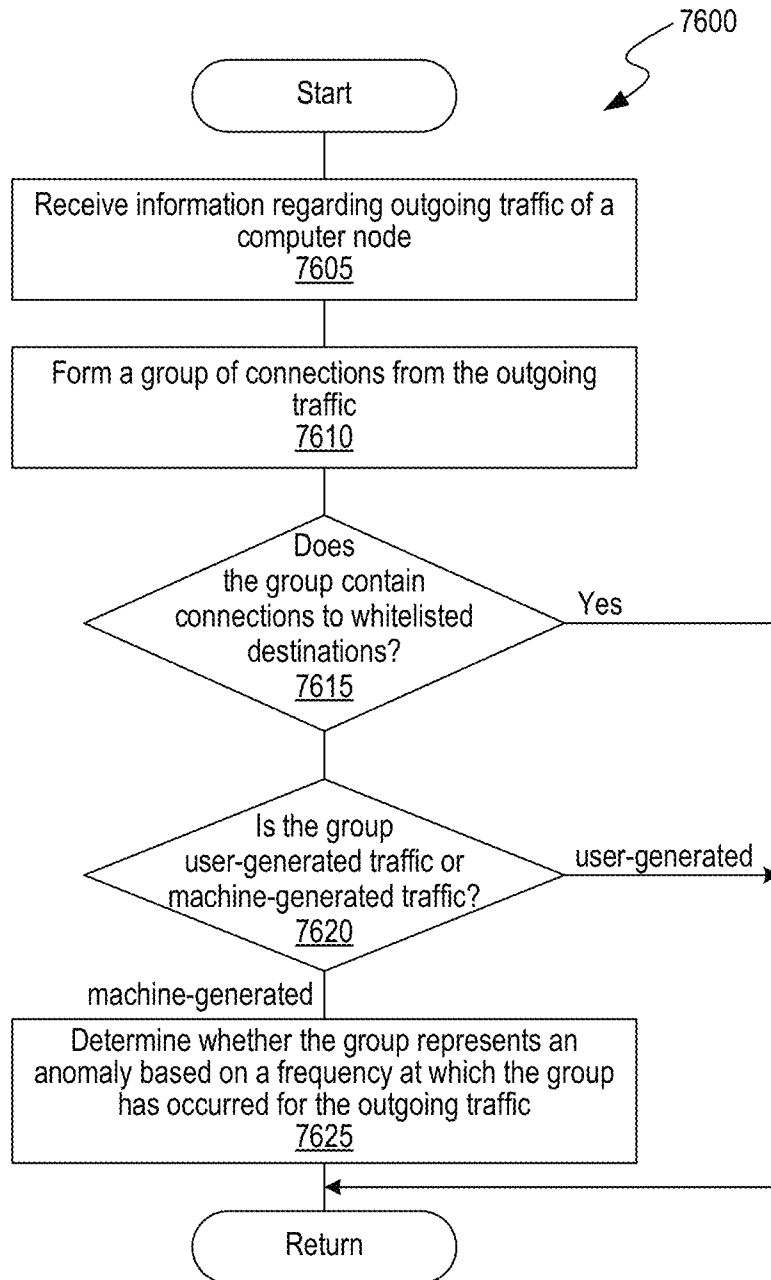 7600
Start
Receive information regarding outgoing traffic of a
computer node
7605
Form a group of connections from the outgoing
traffic
7610
Does
the group contain
connections to whitelisted
destinations?
7615
Yes
Is the group
user-generated traffic or
machine-generated traffic?
7620
user-generated
machine-generated
Determine whether the group represents an
anomaly based on a frequency at which the group
has occurred for the outgoing traffic
7625
Return